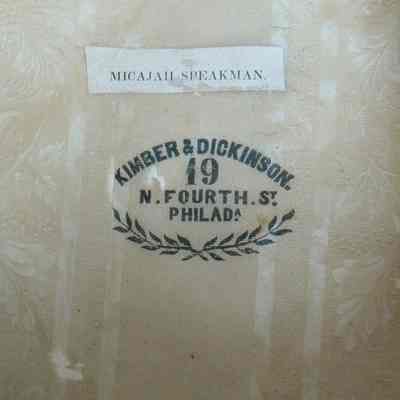 MICAJAH SPEAKMAN.
KIMBER & DICKINSON.
19
N. FOURTH. ST.
PHILADA